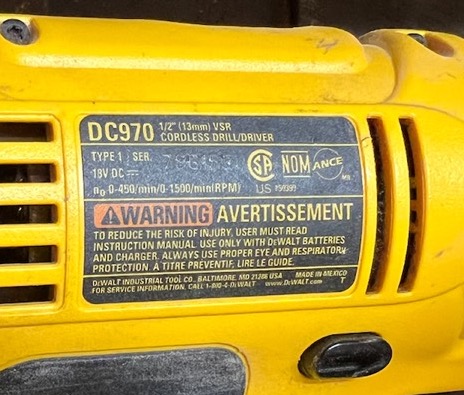 DC970 1/2" (13mm) VSR
CORDLESS DRILL/DRIVER
TYPE 1 SER.
18V DC
n₀ 0-450/min/0-1500/min(RPM)
SA NOM ANCE
US MR
WARNING AVERTISSEMENT
TO REDUCE THE RISK OF INJURY, USER MUST READ
INSTRUCTION MANUAL. USE ONLY WITH DEWALT BATTERIES
AND CHARGER. ALWAYS USE PROPER EYE AND RESPIRATORY
PROTECTION. A TITRE PREVENTIF, LIRE LE GUIDE.
DEWALT INDUSTRIAL TOOL CO., BALTIMORE, MD 21286 USA MADE IN MEXICO
FOR SERVICE INFORMATION, CALL 1-800-4-DEWALT www.DEWALT.com T